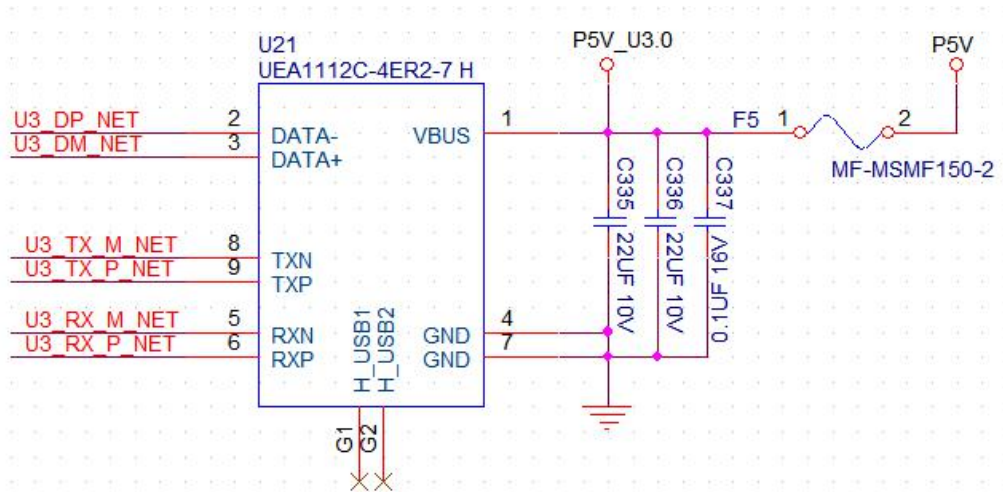 U21
UEA1112C-4ER2-7 H
P5V_U3.0
P5V
U3_DP_NET 2 DATA-
U3_DM_NET 3 DATA+
VBUS 1
F5 1 2
MF-MSMF150-2
C335 22UF 10V
C336 22UF 10V
C337 0.1UF 16V
U3_TX_M_NET 8 TXN
U3_TX_P_NET 9 TXP
U3_RX_M_NET 5 RXN
U3_RX_P_NET 6 RXP
GND 4
GND 7
H_USB1
H_USB2
G1
G2